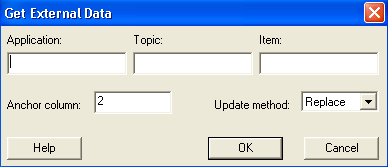 Get External Data
Application: Topic: Item:
Anchor column: 2 Update method: Replace
Help OK Cancel